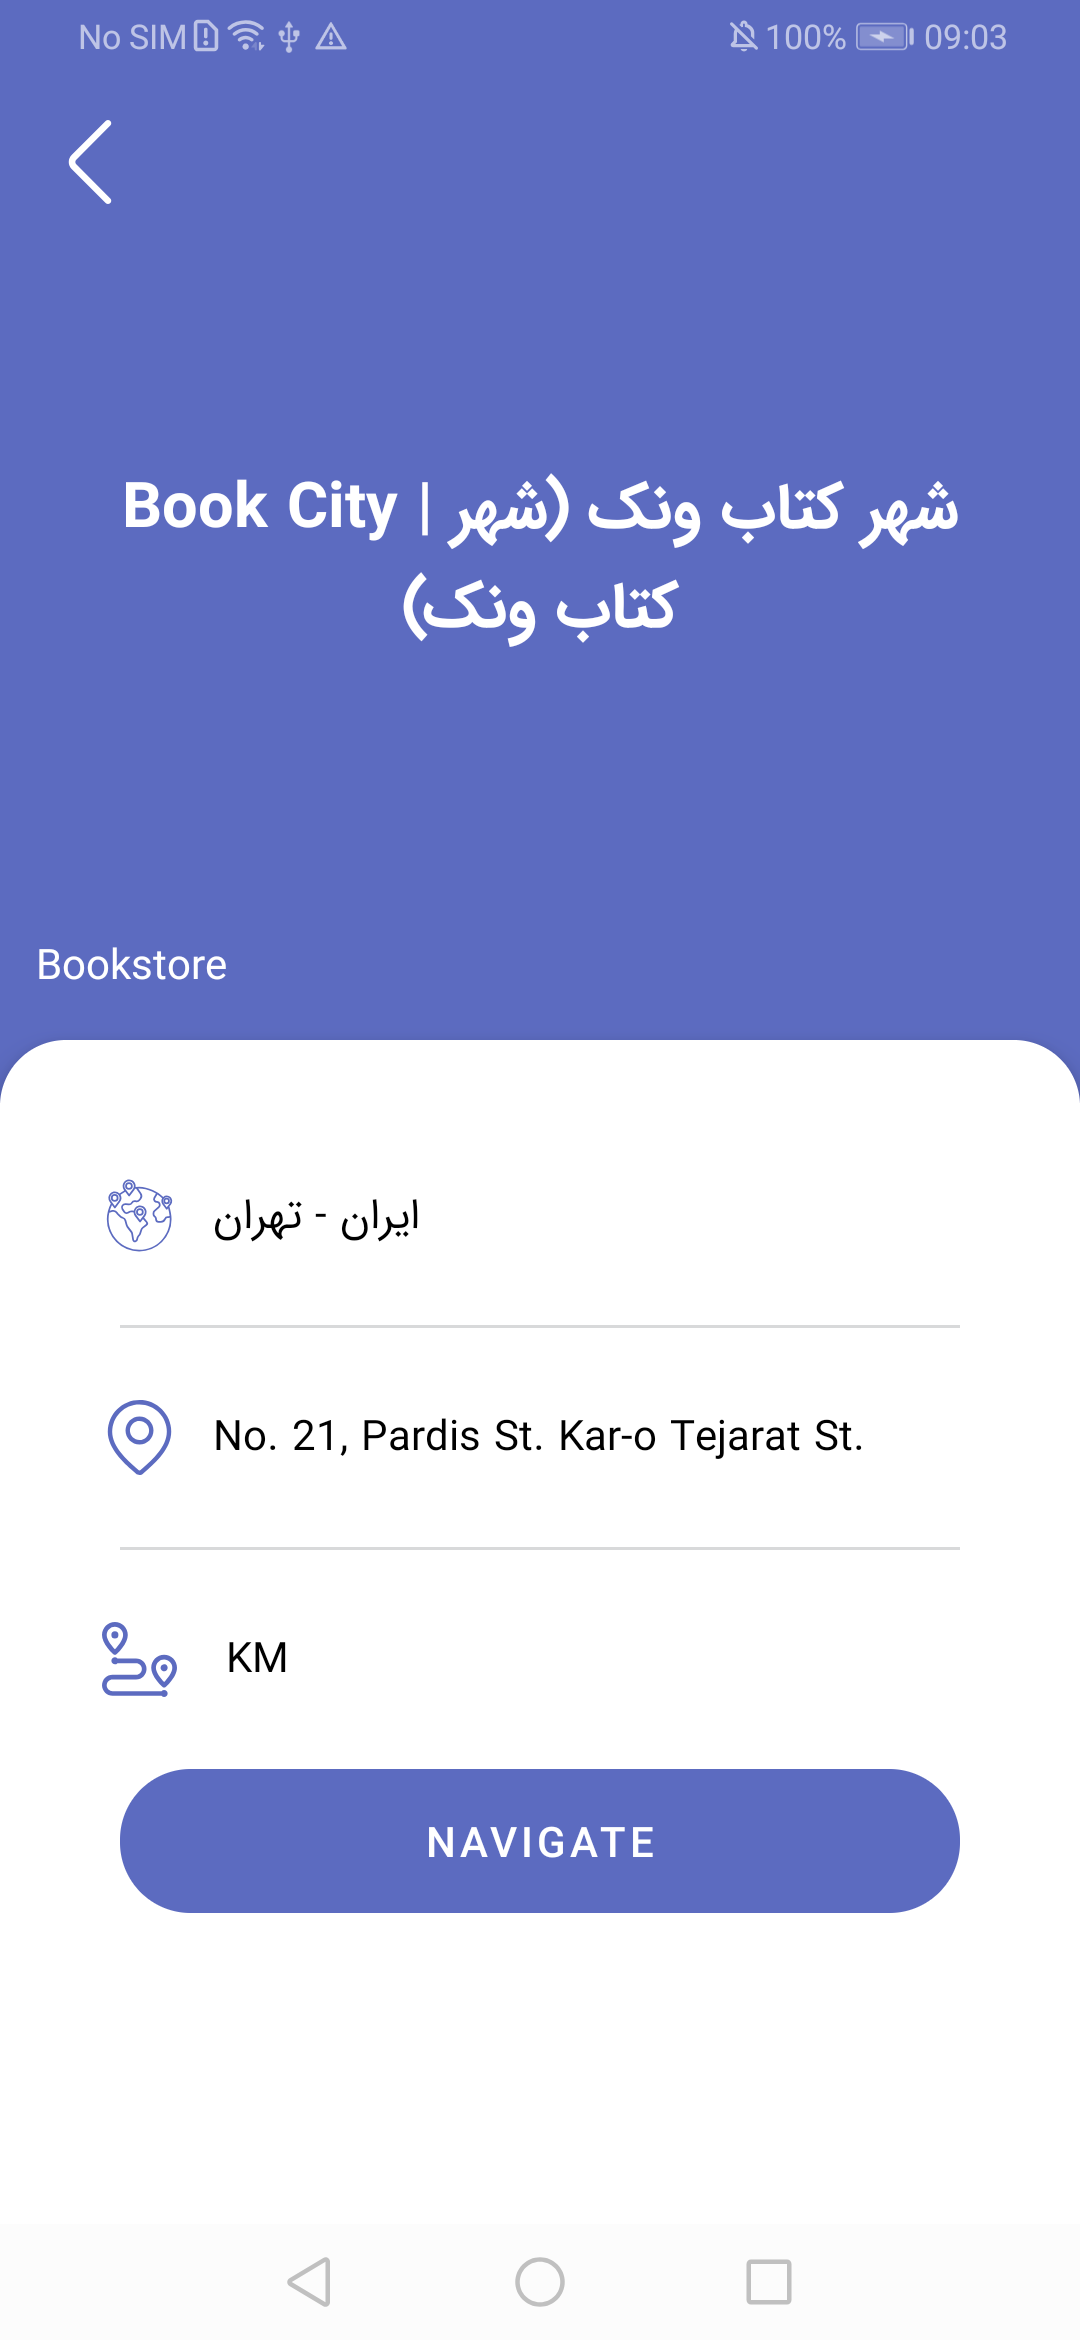 No SIM 100% 09:03
Book City | شهر کتاب ونک (شهر
کتاب ونک)
Bookstore
ایران - تهران
No. 21, Pardis St. Kar-o Tejarat St.
KM
NAVIGATE